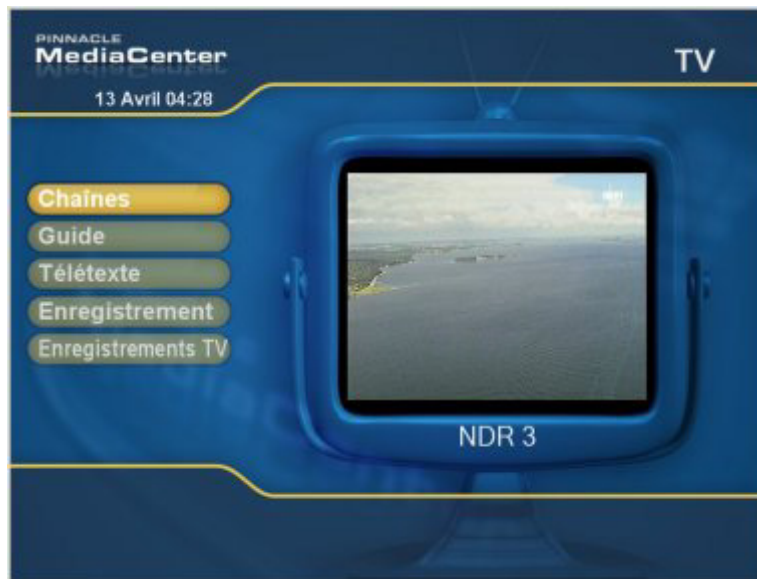 PINNACLE
MediaCenter
TV
13 Avril 04:28
Chaînes
Guide
Télétexte
Enregistrement
Enregistrements TV
NDR 3